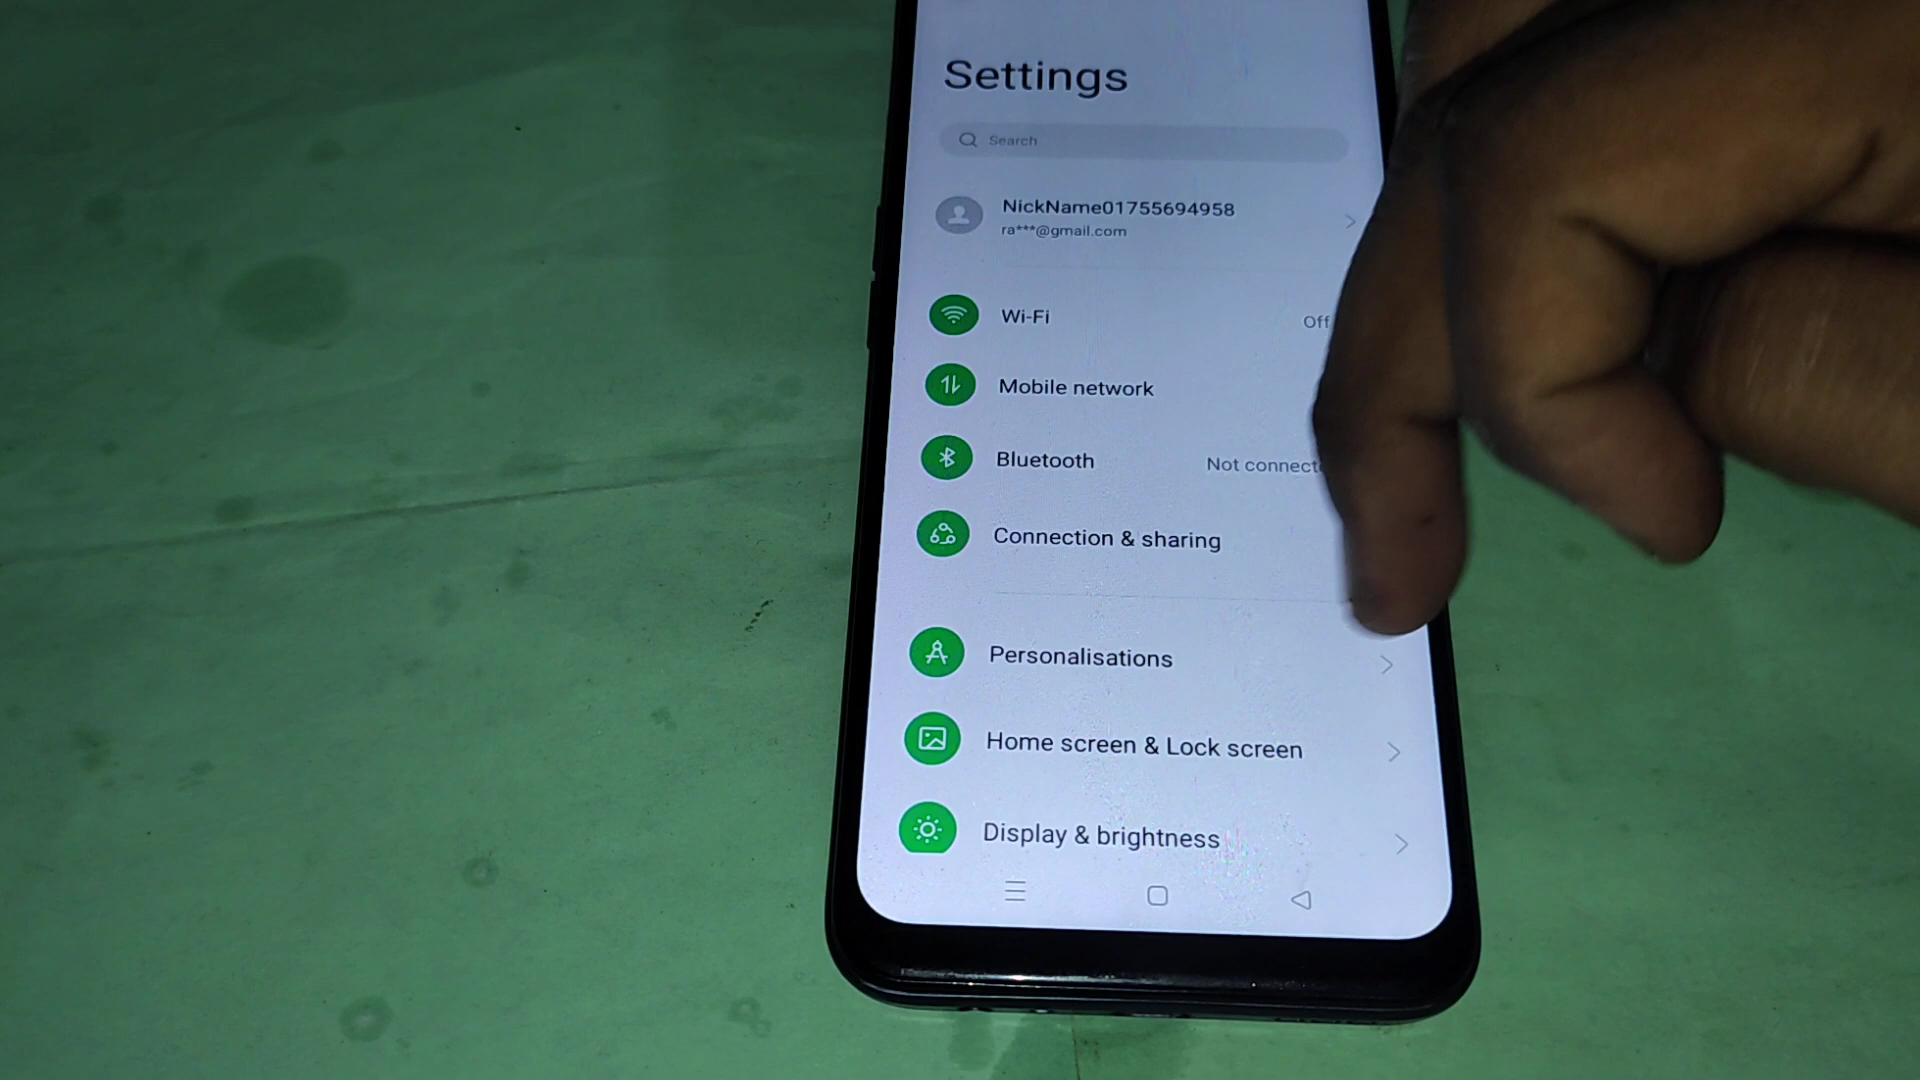 Settings
Search
NickName01755694958
ra***@gmail.com
Wi-Fi
Off
Mobile network
Bluetooth
Not connect
Connection & sharing
Personalisations
Home screen & Lock screen
Display & brightness